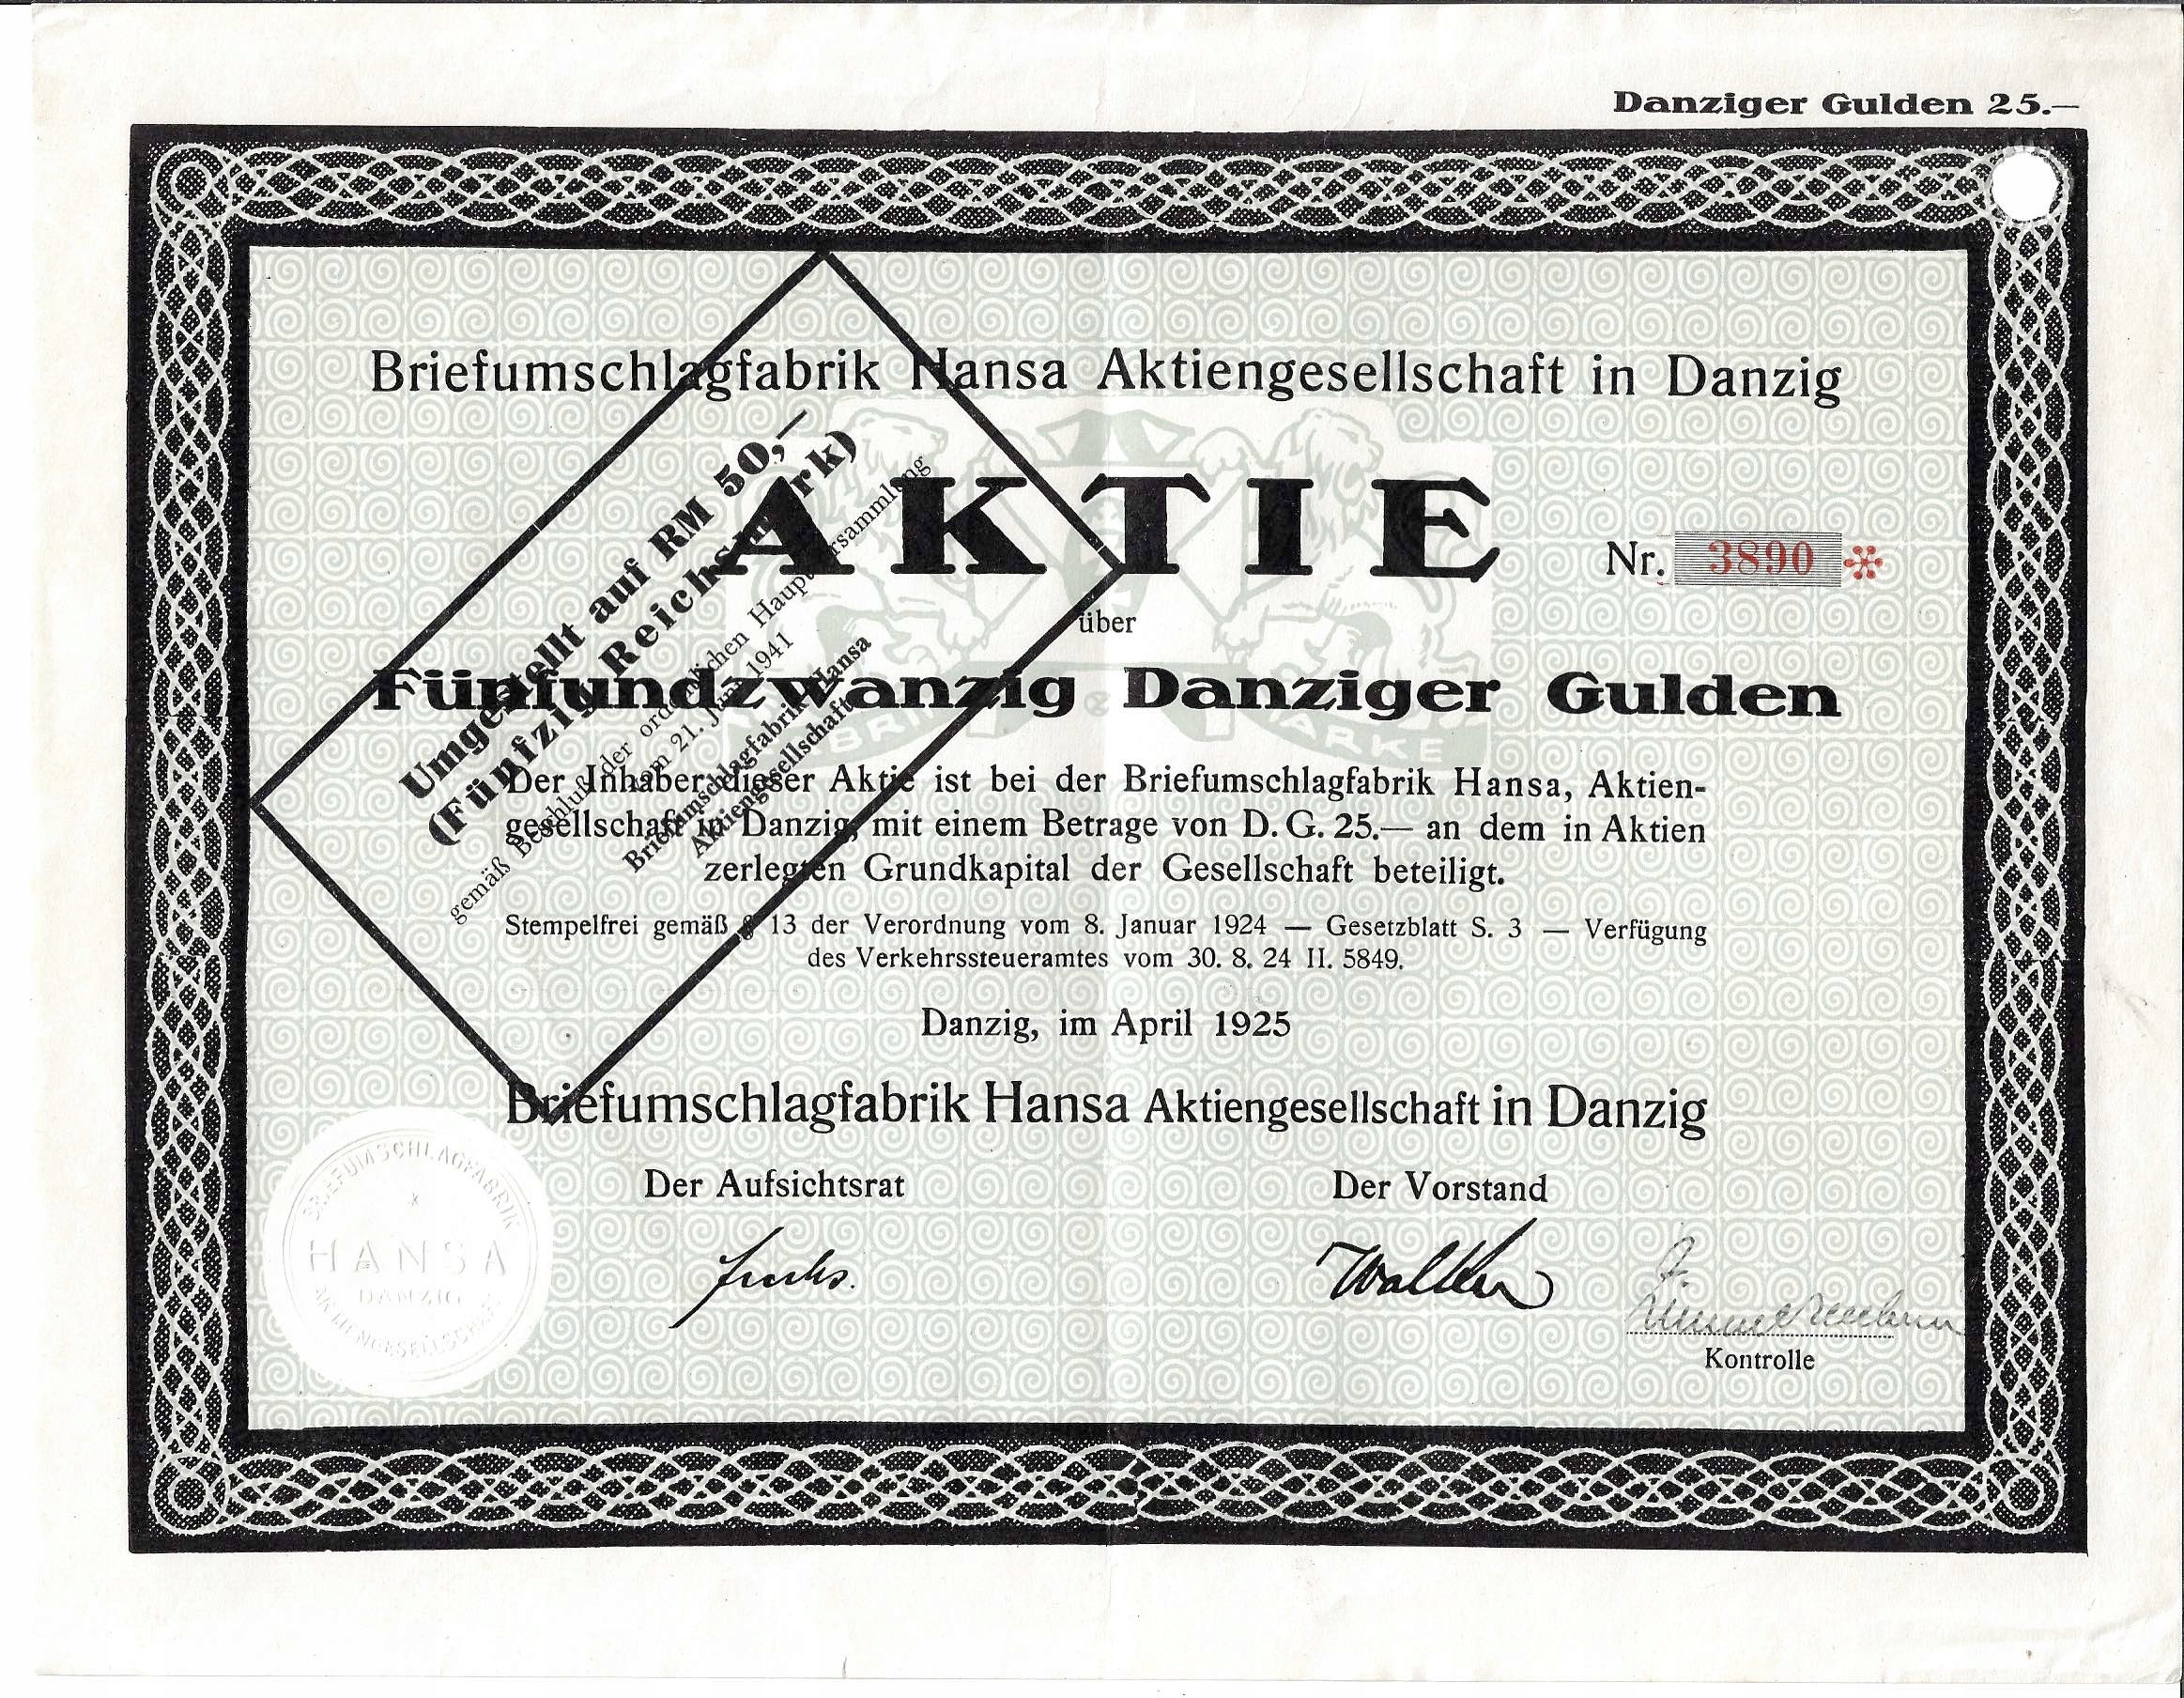 Danziger Gulden 25.—
Briefumschlagfabrik Hansa Aktiengesellschaft in Danzig
AKTIE
Nr. 3890 *
über
Fünfundzwanzig Danziger Gulden
Der Inhaber dieser Aktie ist bei der Briefumschlagfabrik Hansa, Aktien-
gesellschaft in Danzig, mit einem Betrage von D. G. 25.— an dem in Aktien
zerlegten Grundkapital der Gesellschaft beteiligt.
Stempelfrei gemäß § 13 der Verordnung vom 8. Januar 1924 — Gesetzblatt S. 3 — Verfügung
des Verkehrssteueramtes vom 30. 8. 24 II. 5849.
Danzig, im April 1925
Briefumschlagfabrik Hansa Aktiengesellschaft in Danzig
Der Aufsichtsrat
Der Vorstand
Fuchs.
Walther
Kontrolle
Umgestellt auf RM 50,—
(Fünfzig Reichsmark)
gemäß Beschluß der ordentlichen Hauptversammlung
vom 21. Juni 1941
Briefumschlagfabrik Hansa
Aktiengesellschaft
BRIEFUMSCHLAGFABRIK
*
HANSA
DANZIG
AKTIENGESELLSCHAFT